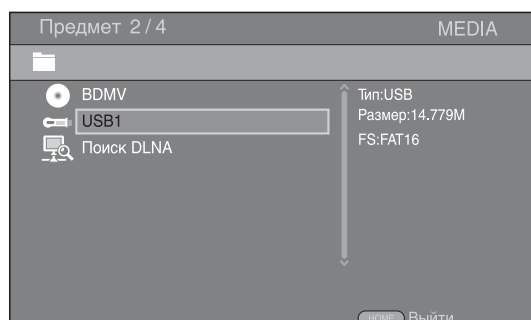 Предмет 2/4
MEDIA
BDMV
USB1
Поиск DLNA
Тип:USB
Размер:14.779M
FS:FAT16
HOME Выйти